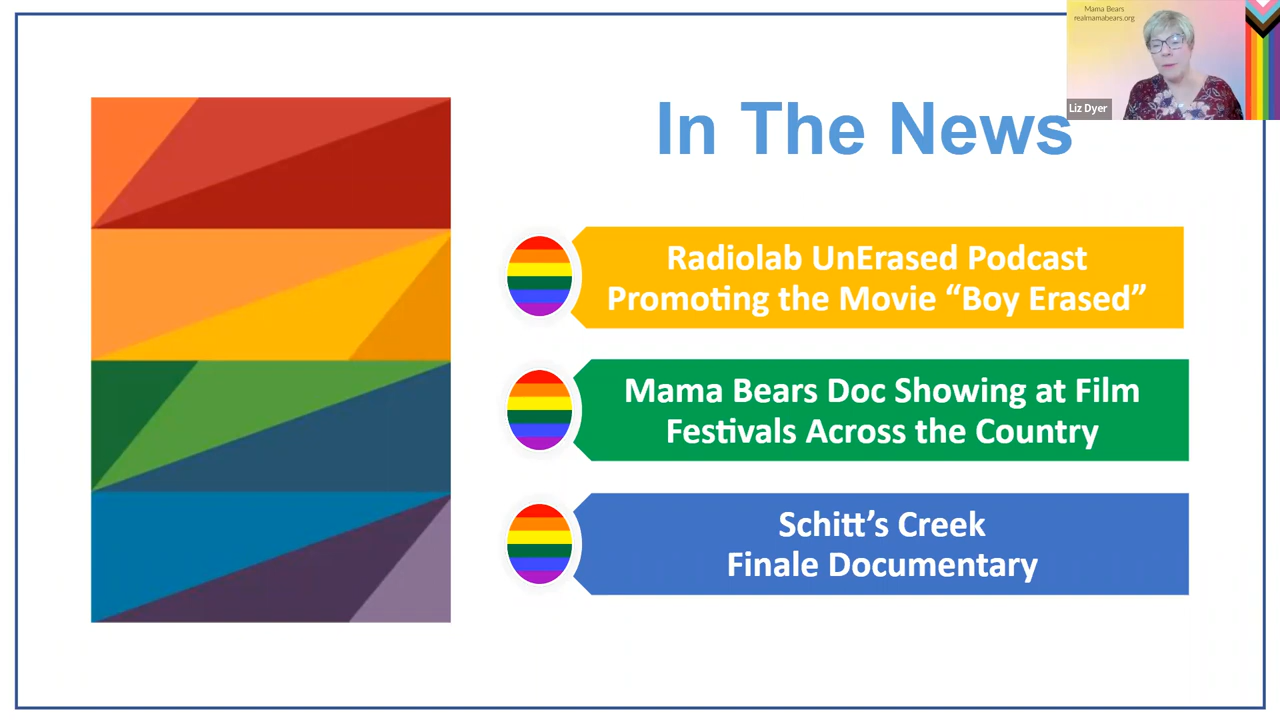 Mama Bears
realmamabears.org
Liz Dyer
In The News
Radiolab UnErased Podcast
Promoting the Movie “Boy Erased”
Mama Bears Doc Showing at Film
Festivals Across the Country
Schitt’s Creek
Finale Documentary